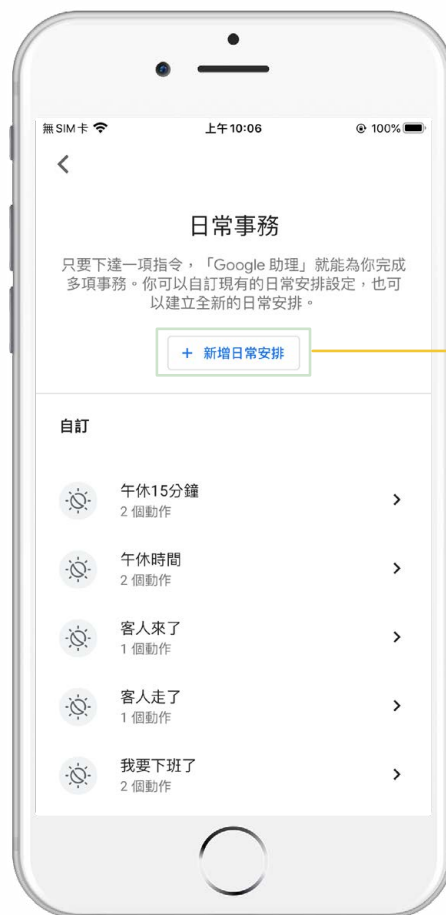 無SIM卡 上午10:06 100%
日常事務
只要下達一項指令，「Google 助理」就能為你完成
多項事務。你可以自訂現有的日常安排設定，也可
以建立全新的日常安排。
+ 新增日常安排
自訂
午休15分鐘
2 個動作
午休時間
2 個動作
客人來了
1 個動作
客人走了
1 個動作
我要下班了
2 個動作